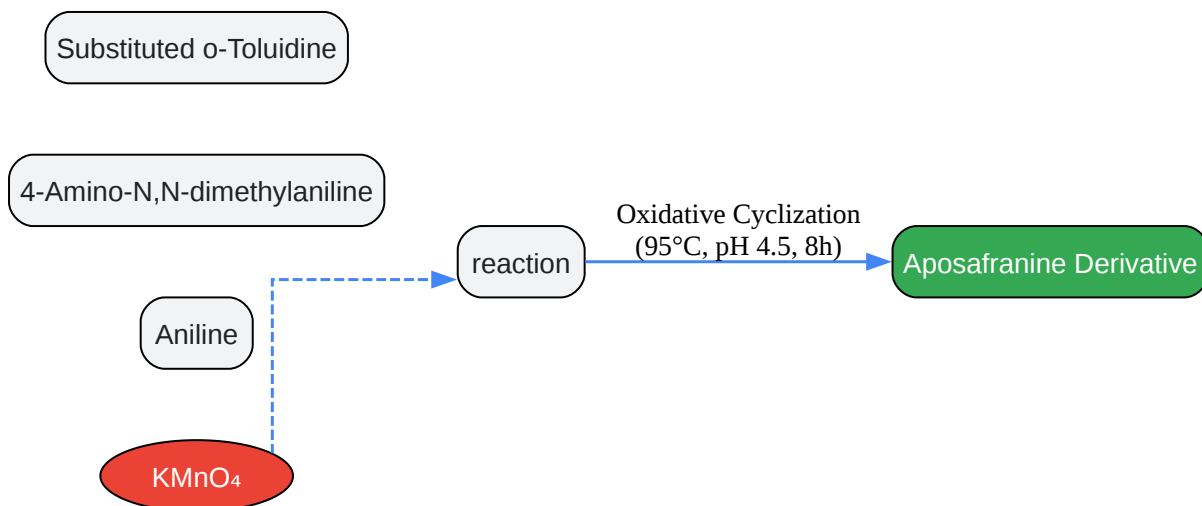 Substituted o-Toluidine
4-Amino-N,N-dimethylaniline
Oxidative Cyclization
(95°C, pH 4.5, 8h)
reaction
Aposafranine Derivative
Aniline
KMnO₄